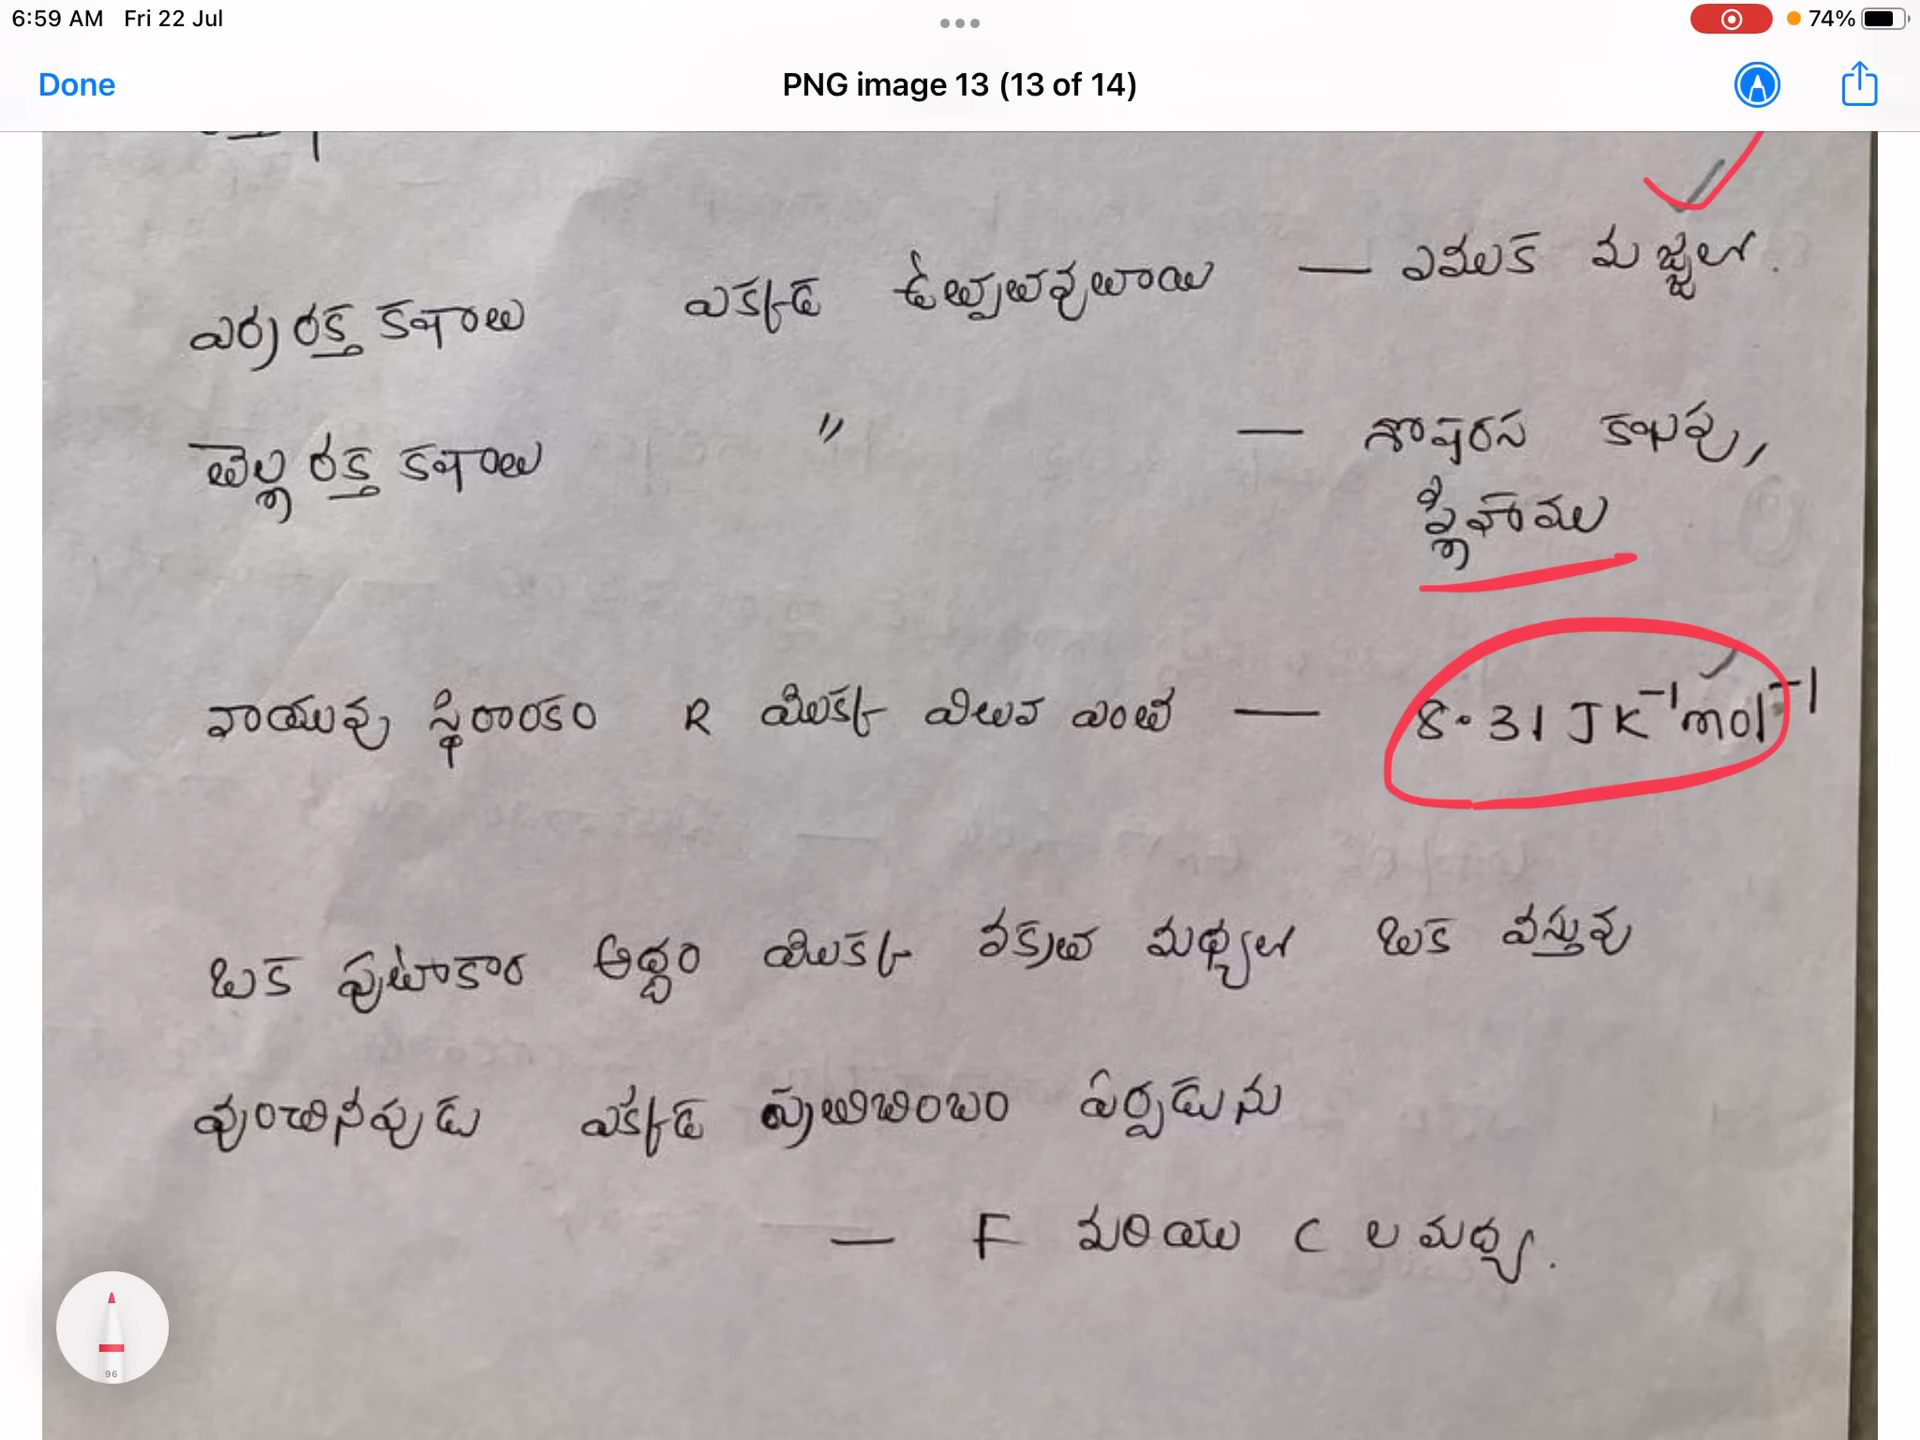 6:59 AM Fri 22 Jul
74%
Done
PNG image 13 (13 of 14)
ఎర్ర రక్త కణాలు ఎక్కడ ఉత్పత్తవుతాయి — ఎముక మజ్జలో.
తెల్ల రక్త కణాలు " — శోషరస కణుపు,
ప్లీహము
వాయువు స్థిరాంకం R యొక్క విలువ ఎంత — 8.31 JK⁻¹mol⁻¹
ఒక పుటాకార అద్దం యొక్క వక్రత మధ్యలో ఒక వస్తువు
వుంచినపుడు ఎక్కడ ప్రతిబింబం ఏర్పడును
— F మరియు C ల మధ్య.
96